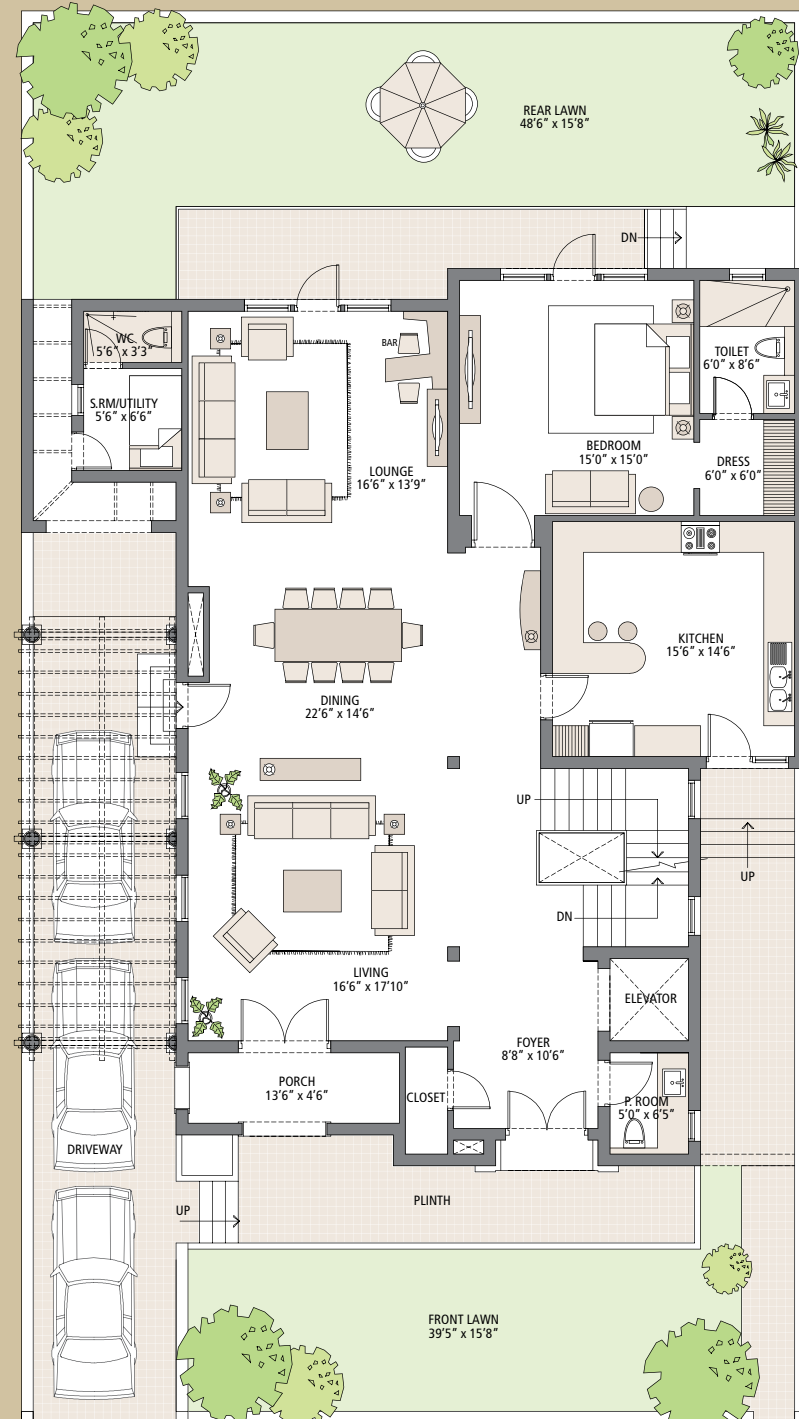 REAR LAWN
48'6" x 15'8"
DN
WC
5'6" x 3'3"
BAR
TOILET
6'0" x 8'6"
S.RM/UTILITY
5'6" x 6'6"
BEDROOM
15'0" x 15'0"
LOUNGE
16'6" x 13'9"
DRESS
6'0" x 6'0"
KITCHEN
15'6" x 14'6"
DINING
22'6" x 14'6"
UP
UP
DN
LIVING
16'6" x 17'10"
ELEVATOR
FOYER
8'8" x 10'6"
PORCH
13'6" x 4'6"
CLOSET
P. ROOM
5'0" x 6'5"
DRIVEWAY
PLINTH
UP
FRONT LAWN
39'5" x 15'8"